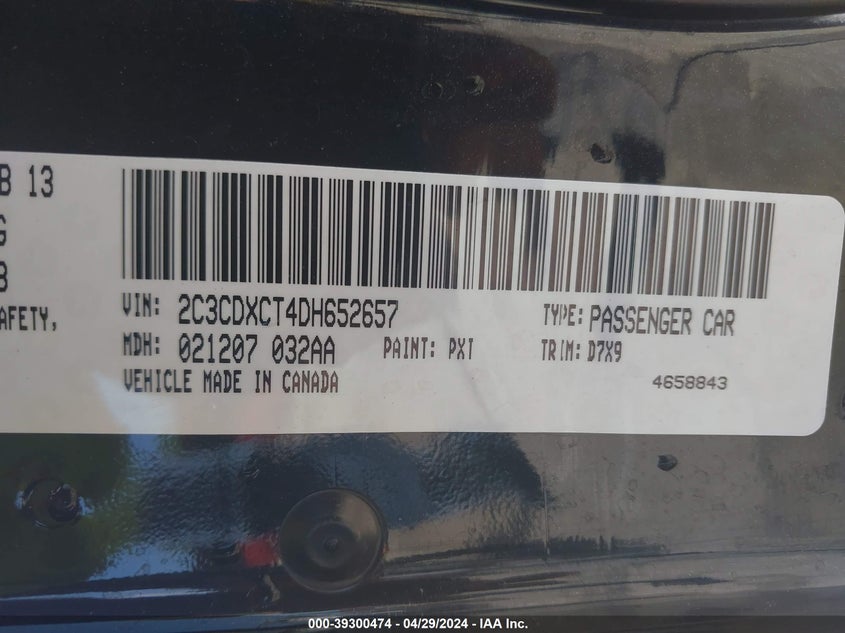 B 13
G
8
AFETY,
VIN: 2C3CDXCT4DH652657 TYPE: PASSENGER CAR
MDH: 021207 032AA PAINT: PXT TRIM: D7X9
VEHICLE MADE IN CANADA 4658843
000-39300474 - 04/29/2024 - IAA Inc.